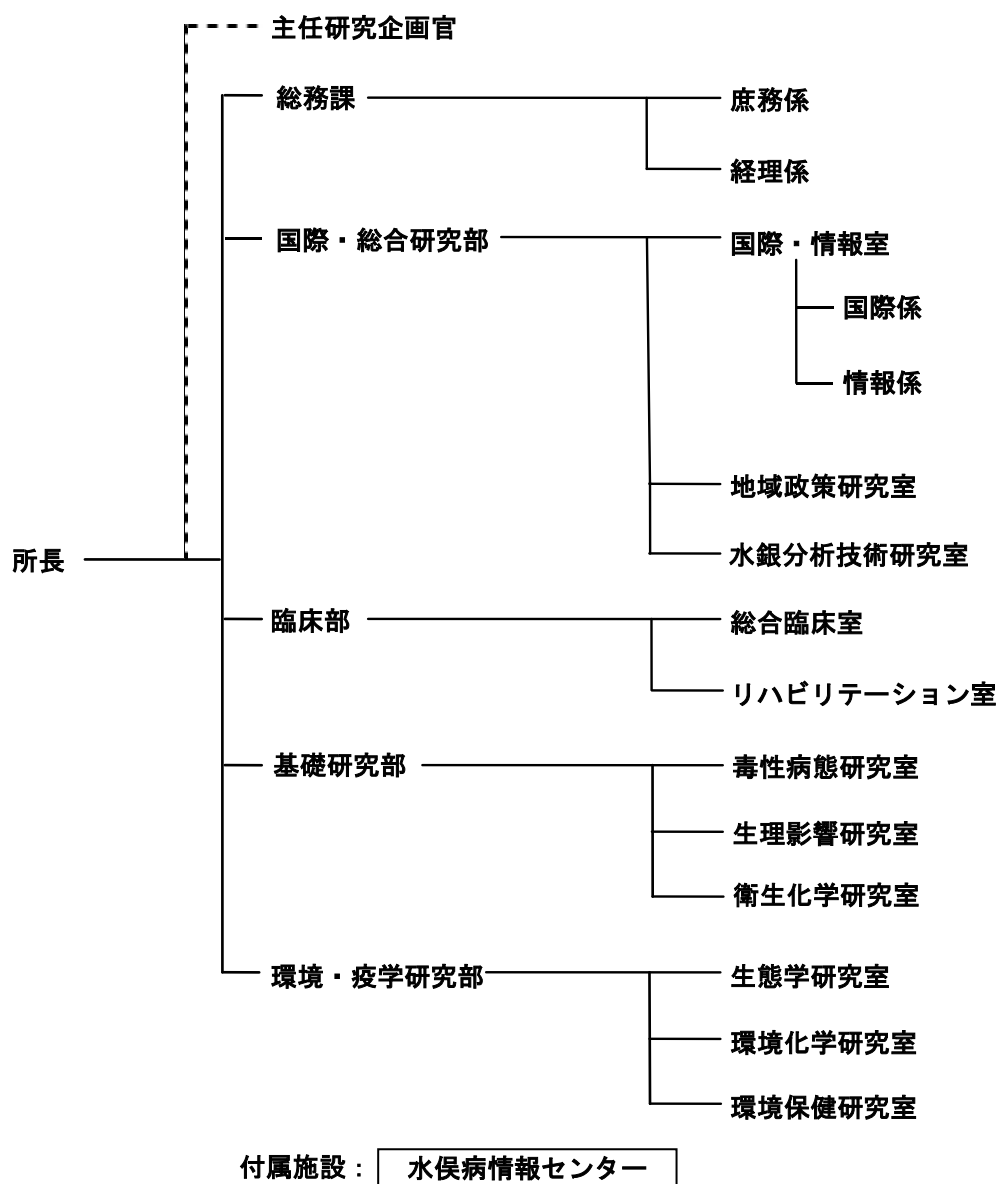 主任研究企画官
総務課
庶務係
経理係
国際・総合研究部
国際・情報室
国際係
情報係
地域政策研究室
水銀分析技術研究室
所長
臨床部
総合臨床室
リハビリテーション室
基礎研究部
毒性病態研究室
生理影響研究室
衛生化学研究室
環境・疫学研究部
生態学研究室
環境化学研究室
環境保健研究室
付属施設： 水俣病情報センター